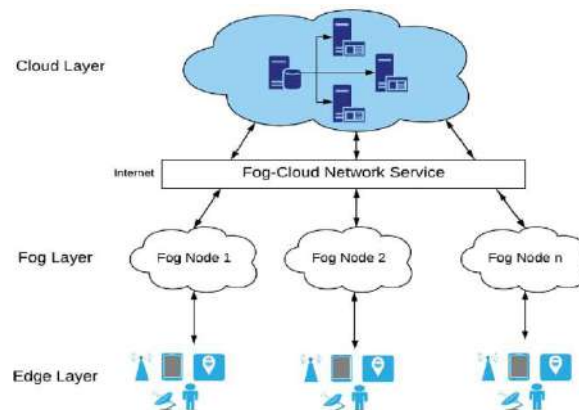 Cloud Layer
Internet
Fog-Cloud Network Service
Fog Layer
Fog Node 1
Fog Node 2
Fog Node n
Edge Layer